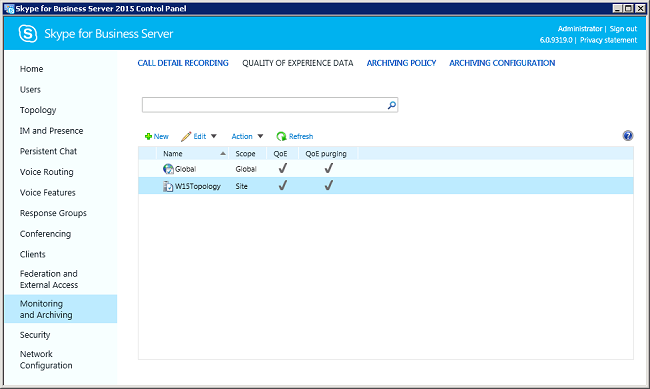 Skype for Business Server 2015 Control Panel
Skype for Business Server
Administrator | Sign out
6.0.9319.0 | Privacy statement
Home
Users
Topology
IM and Presence
Persistent Chat
Voice Routing
Voice Features
Response Groups
Conferencing
Clients
Federation and
External Access
Monitoring
and Archiving
Security
Network
Configuration
CALL DETAIL RECORDING QUALITY OF EXPERIENCE DATA ARCHIVING POLICY ARCHIVING CONFIGURATION
New Edit Action Refresh
Name Scope QoE QoE purging
Global Global
W15Topology Site